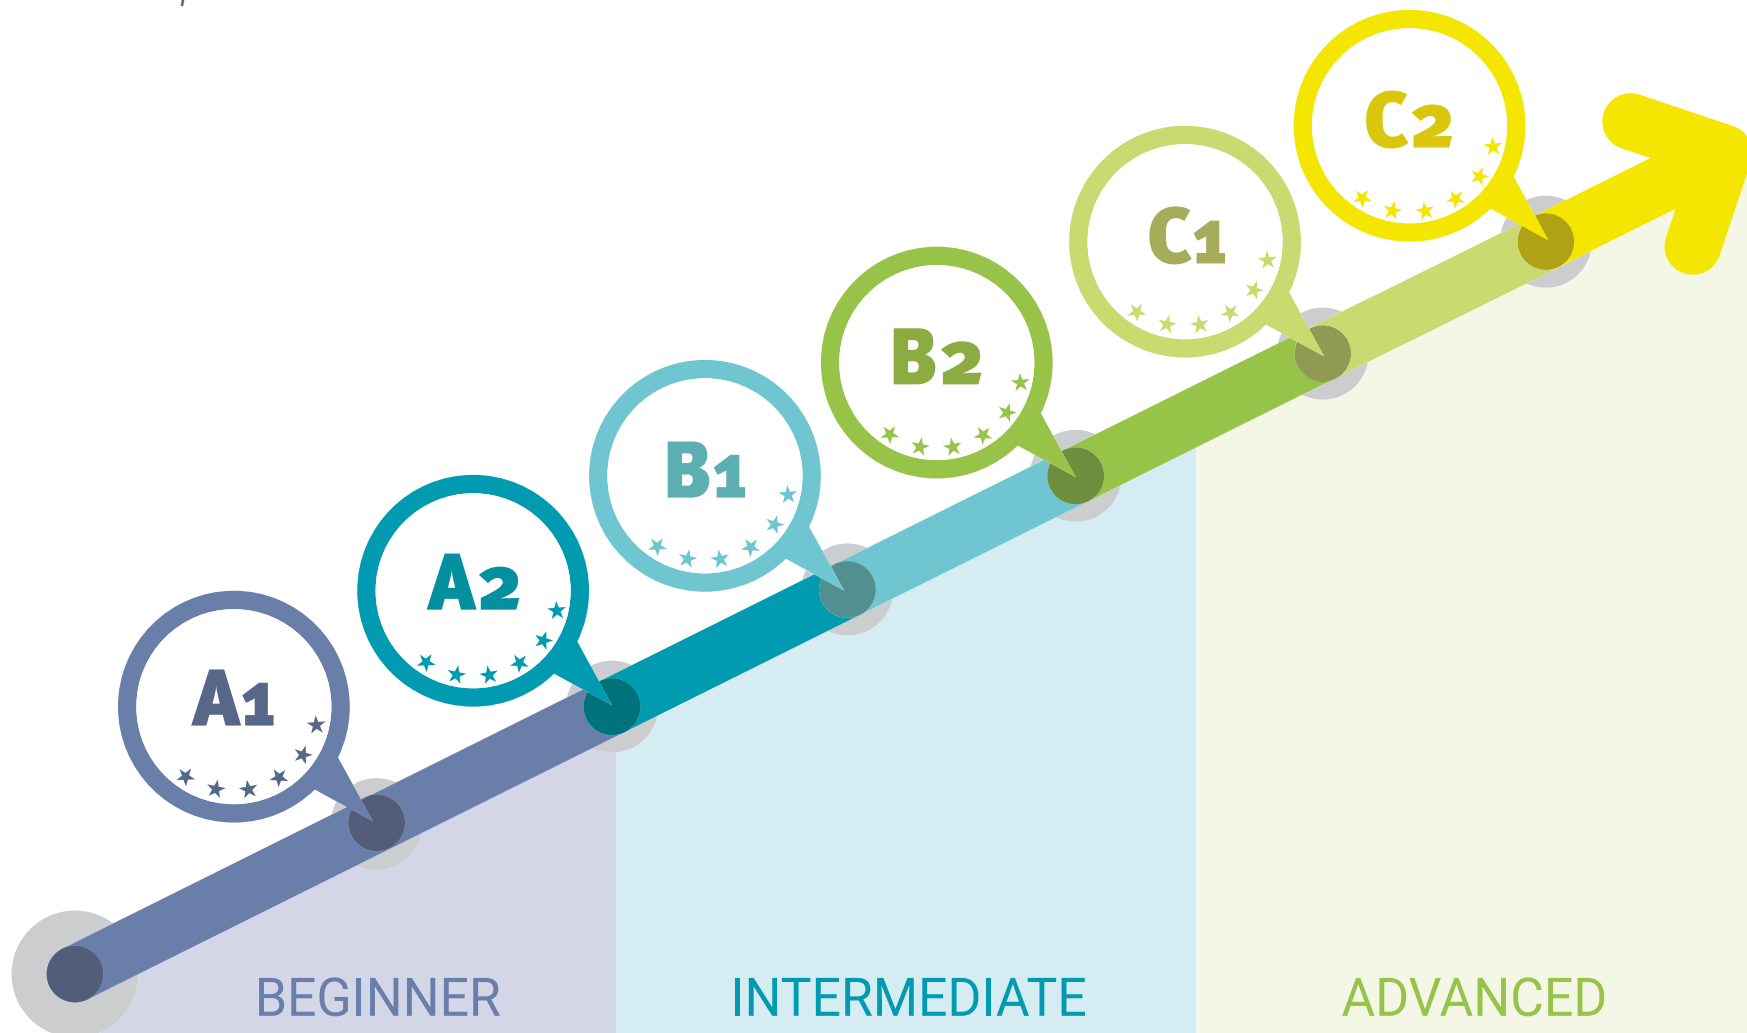 C2
C1
B2
B1
A2
A1
BEGINNER
INTERMEDIATE
ADVANCED